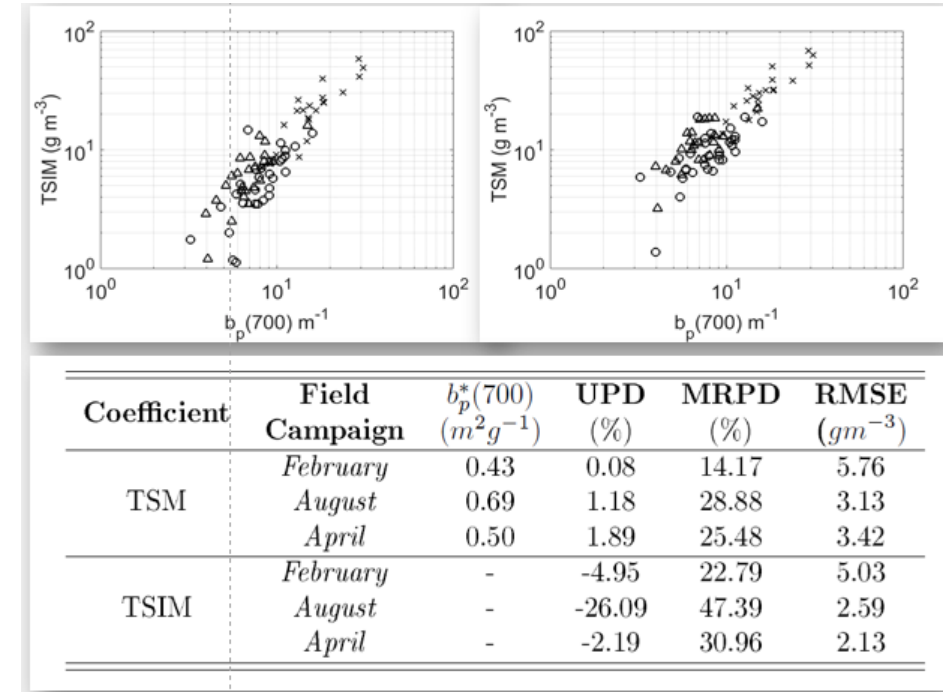 10^2
10^1
10^0
TSIM (g m^-3)
10^0 10^1 10^2
b_p(700) m^-1
10^2
10^1
10^0
TSM (g m^-3)
10^0 10^1 10^2
b_p(700) m^-1
Coefficient Field Campaign b*_p(700) (m^2g^-1) UPD (%) MRPD (%) RMSE (gm^-3)
TSM
February 0.43 0.08 14.17 5.76
August 0.69 1.18 28.88 3.13
April 0.50 1.89 25.48 3.42
TSIM
February - -4.95 22.79 5.03
August - -26.09 47.39 2.59
April - -2.19 30.96 2.13